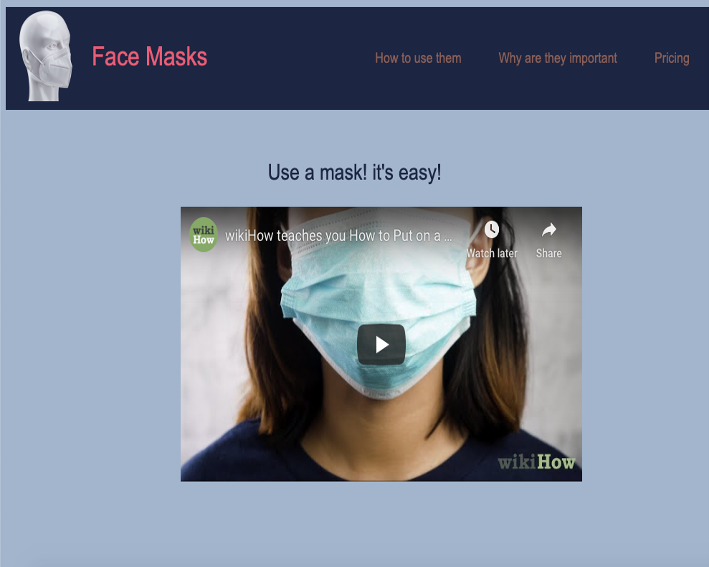 Face Masks
How to use them
Why are they important
Pricing
Use a mask! it's easy!
wiki
How
wikiHow teaches you How to Put on a ...
Watch later
Share
wikiHow